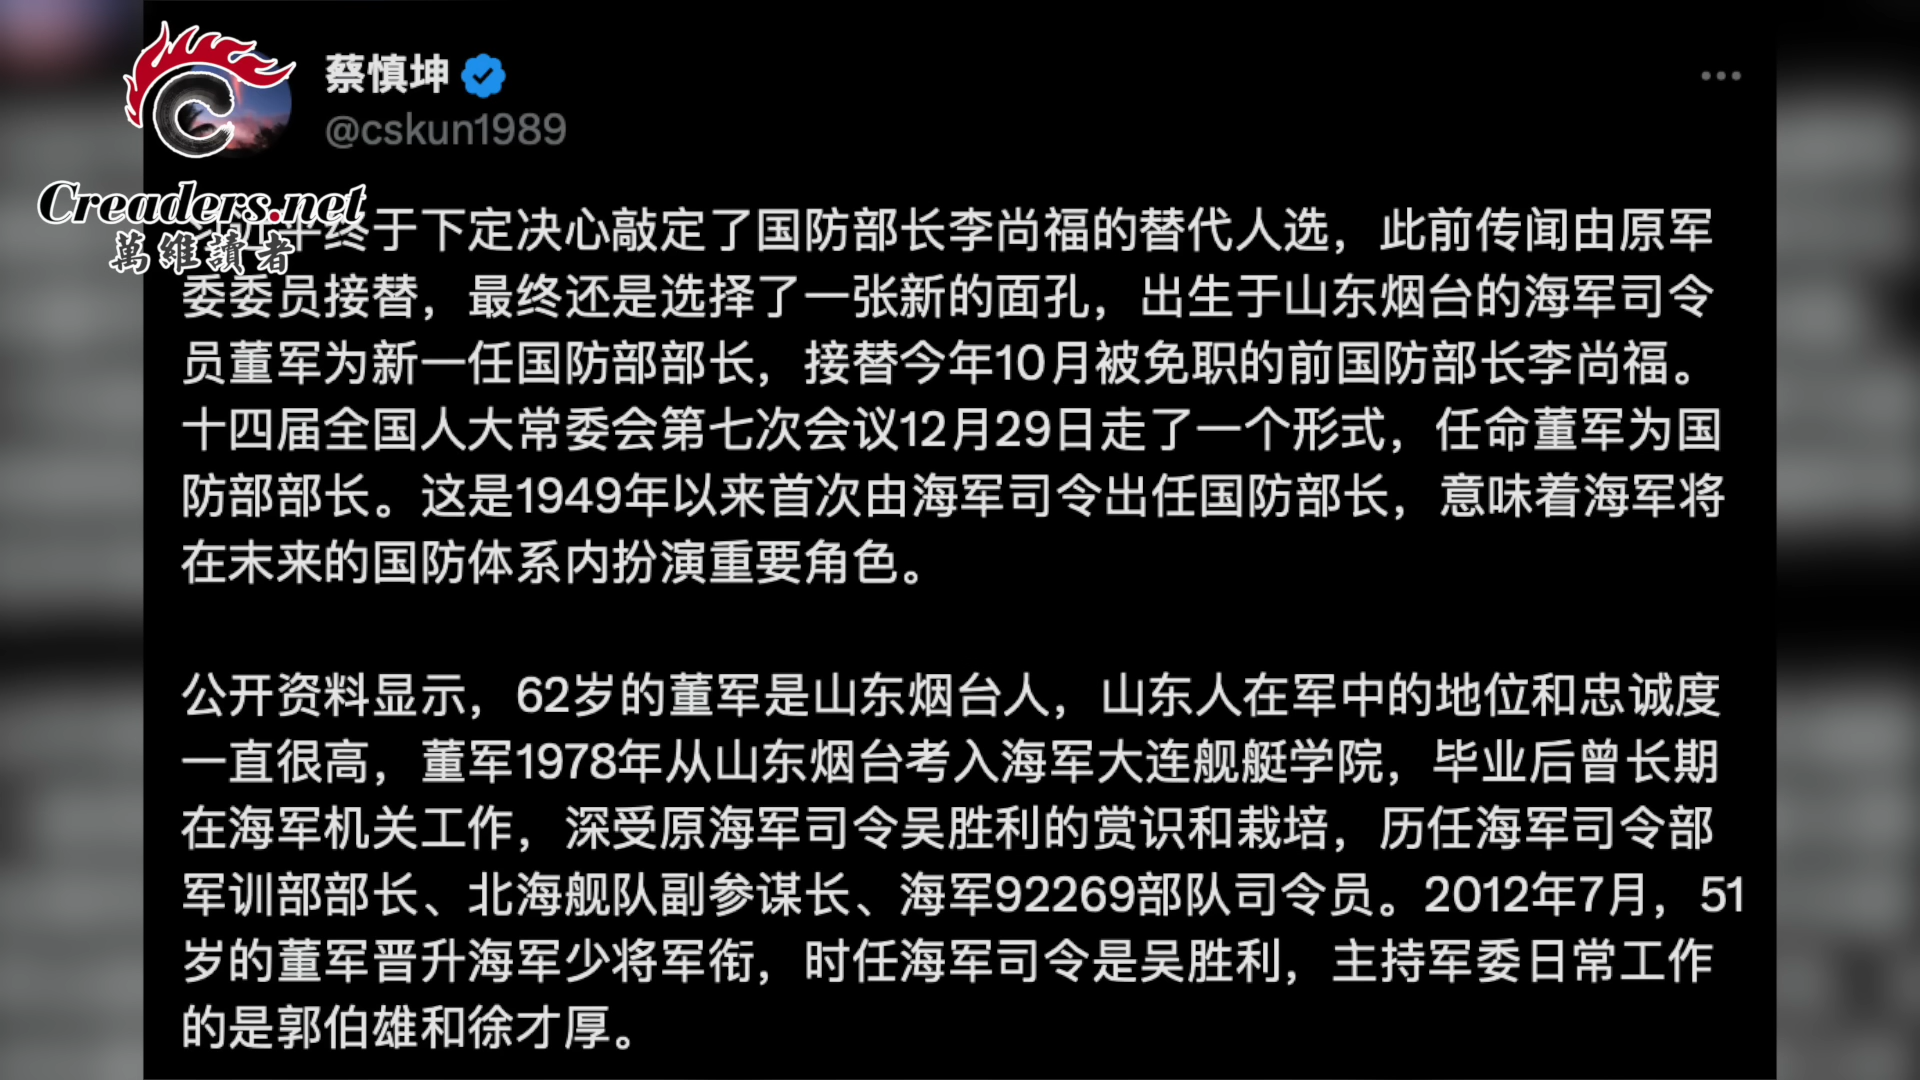 蔡慎坤
@cskun1989
Creaders.net
萬維讀者
平终于下定决心敲定了国防部长李尚福的替代人选，此前传闻由原军
委委员接替，最终还是选择了一张新的面孔，出生于山东烟台的海军司令
员董军为新一任国防部部长，接替今年10月被免职的前国防部长李尚福。
十四届全国人大常委会第七次会议12月29日走了一个形式，任命董军为国
防部部长。这是1949年以来首次由海军司令出任国防部长，意味着海军将
在末来的国防体系内扮演重要角色。
公开资料显示，62岁的董军是山东烟台人，山东人在军中的地位和忠诚度
一直很高，董军1978年从山东烟台考入海军大连舰艇学院，毕业后曾长期
在海军机关工作，深受原海军司令吴胜利的赏识和栽培，历任海军司令部
军训部部长、北海舰队副参谋长、海军92269部队司令员。2012年7月，51
岁的董军晋升海军少将军衔，时任海军司令是吴胜利，主持军委日常工作
的是郭伯雄和徐才厚。